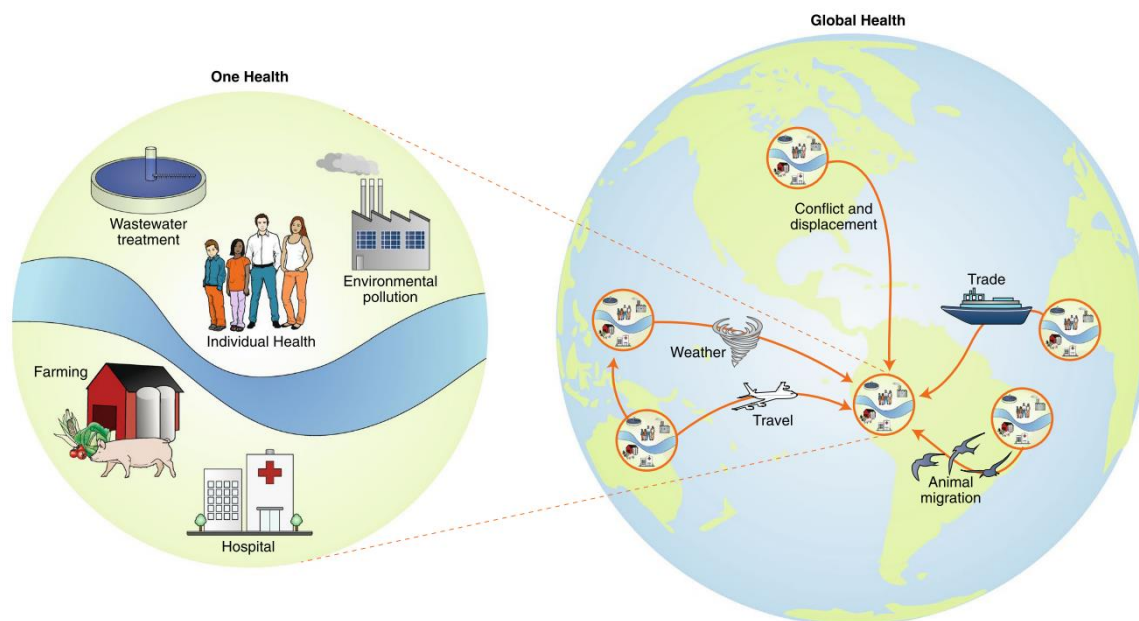 One Health
Wastewater
treatment
Environmental
pollution
Individual Health
Farming
Hospital
Global Health
Conflict and
displacement
Trade
Weather
Travel
Animal
migration